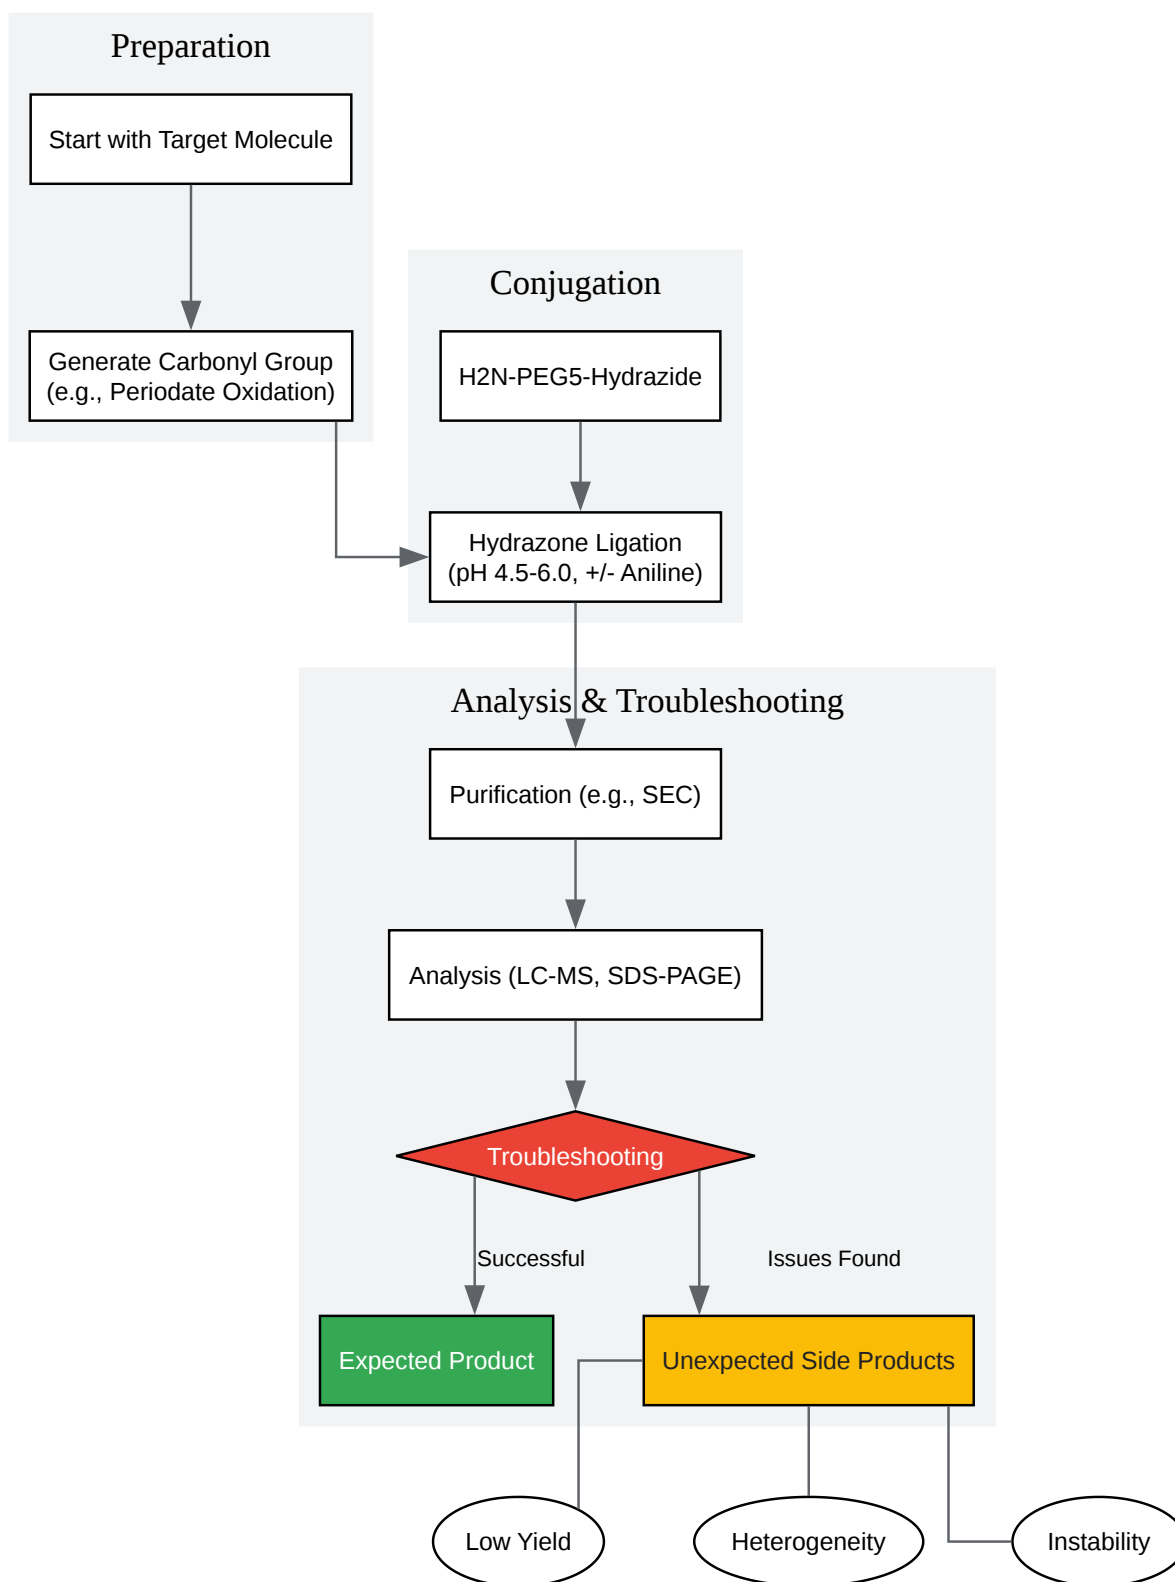 Preparation
Start with Target Molecule
Generate Carbonyl Group
(e.g., Periodate Oxidation)
Conjugation
H2N-PEG5-Hydrazide
Hydrazone Ligation
(pH 4.5-6.0, +/- Aniline)
Analysis & Troubleshooting
Purification (e.g., SEC)
Analysis (LC-MS, SDS-PAGE)
Troubleshooting
Successful
Issues Found
Expected Product
Unexpected Side Products
Low Yield
Heterogeneity
Instability